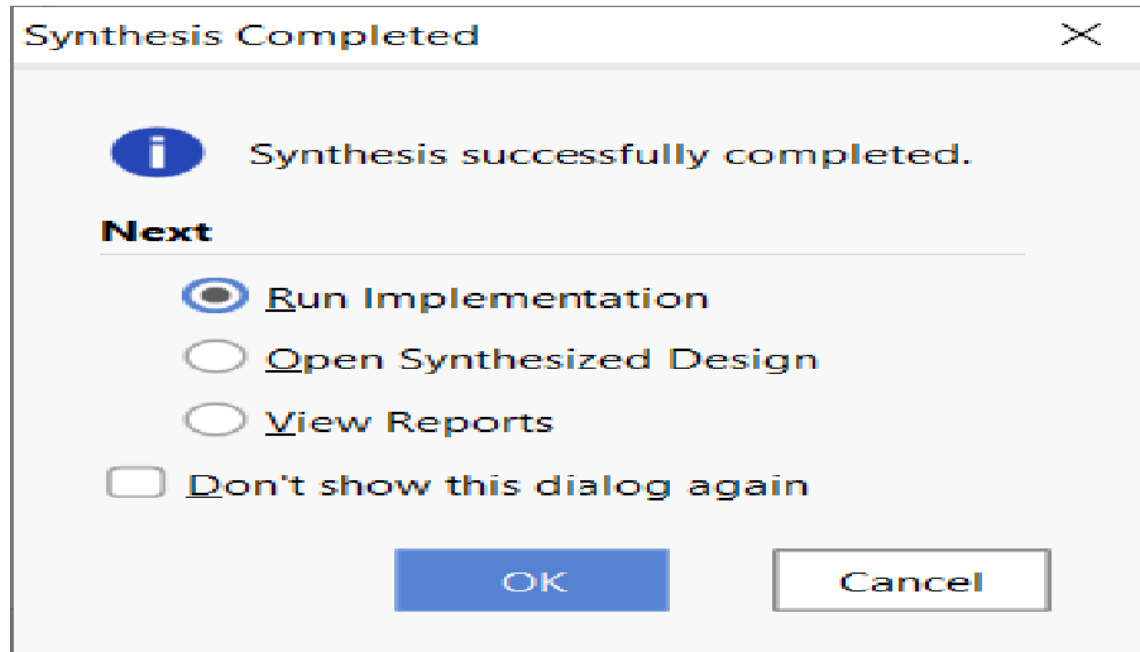 Synthesis Completed
Synthesis successfully completed.
Next
Run Implementation
Open Synthesized Design
View Reports
Don't show this dialog again
OK
Cancel